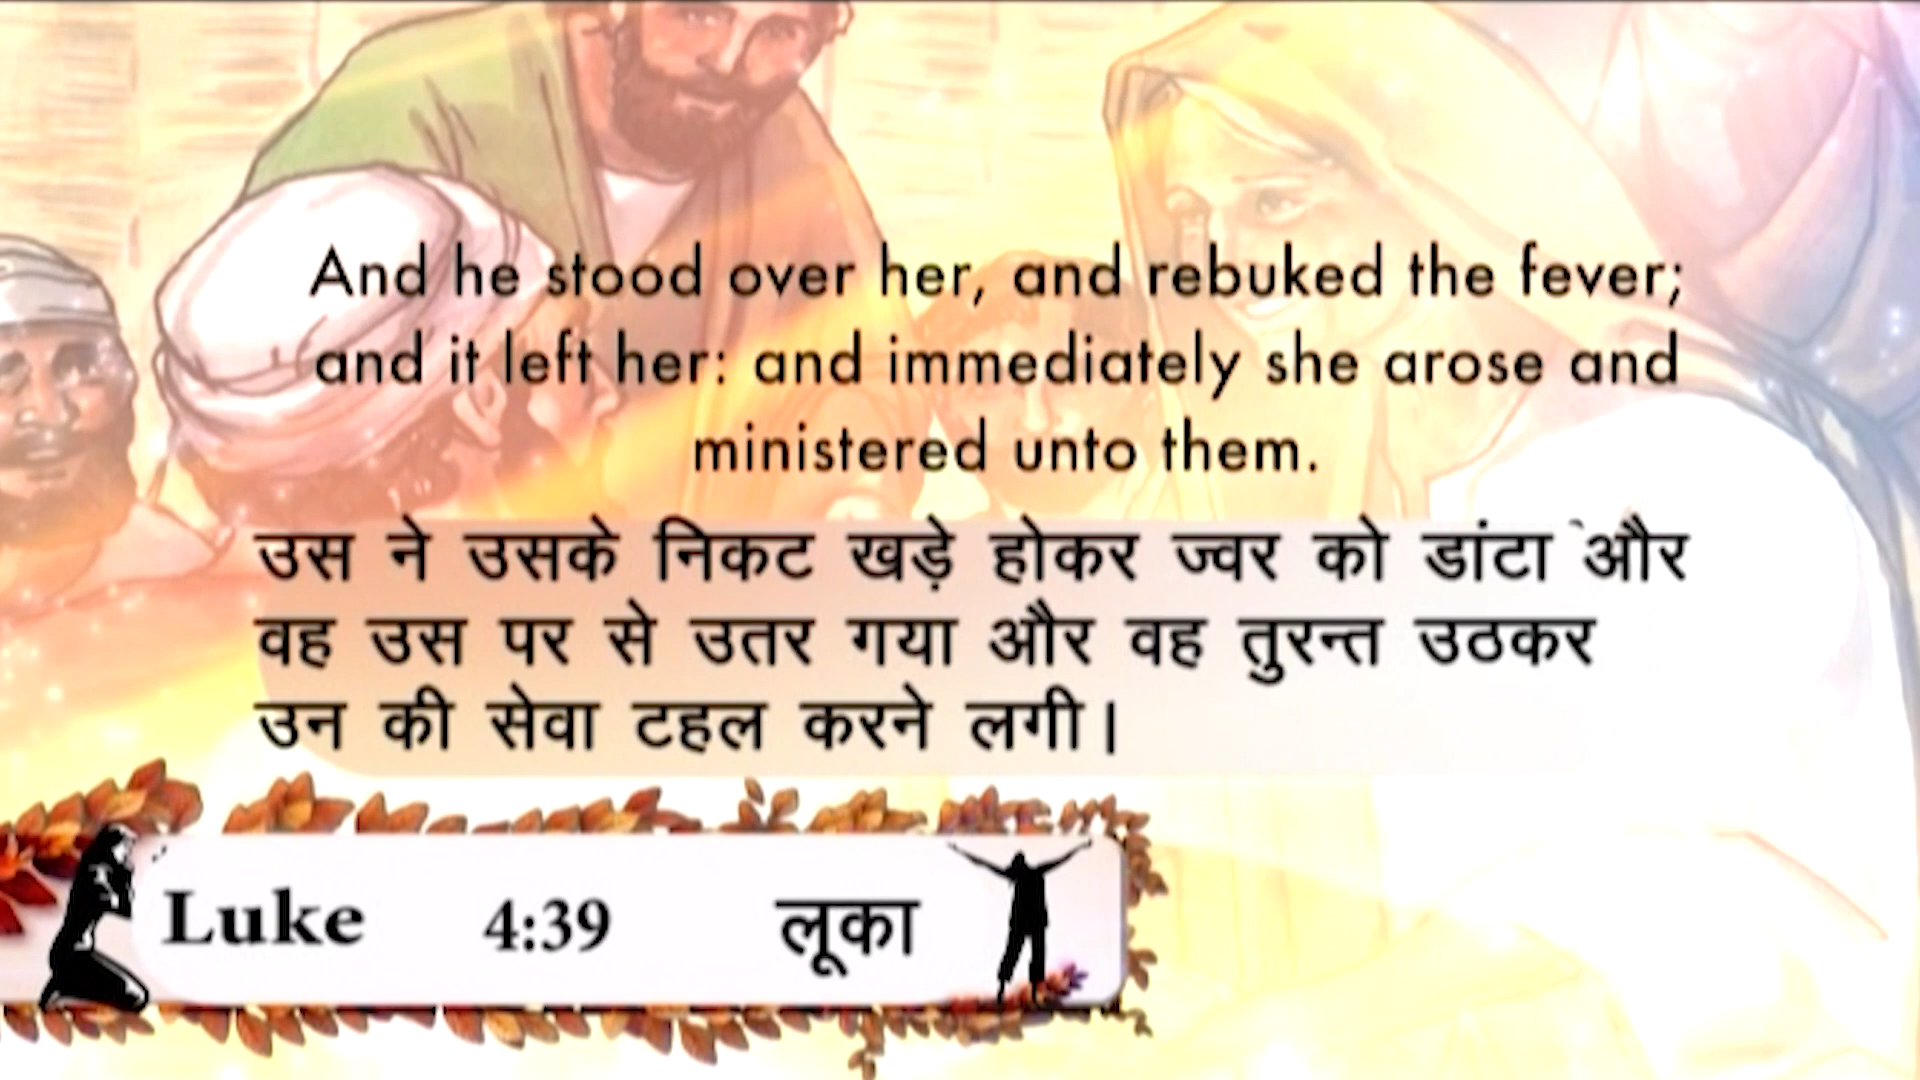 And he stood over her, and rebuked the fever;
and it left her: and immediately she arose and
ministered unto them.
उस ने उसके निकट खड़े होकर ज्वर को डांटा और
वह उस पर से उतर गया और वह तुरन्त उठकर
उन की सेवा टहल करने लगी।
Luke 4:39 लूका